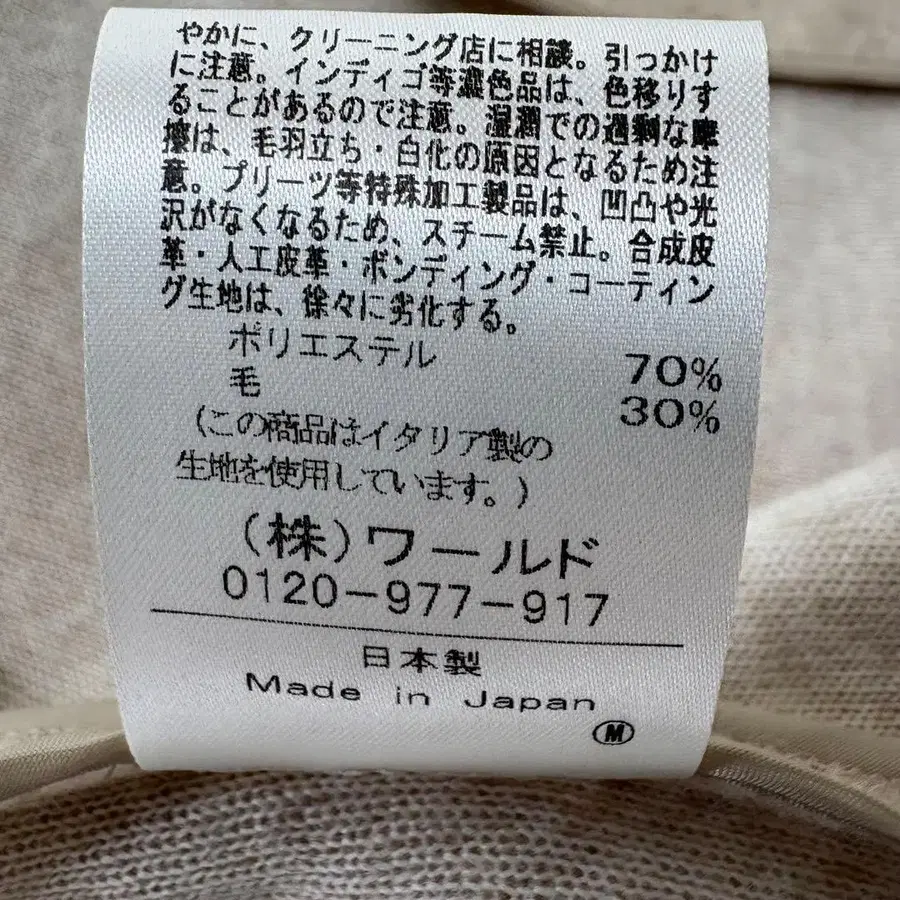 やかに、クリーニング店に相談。引っかけ
に注意。インディゴ等濃色品は、色移りす
ることがあるので注意。湿潤での過剰な摩
擦は、毛羽立ち・白化の原因となるため注
意。プリーツ等特殊加工製品は、凹凸や光
沢がなくなるため、スチーム禁止。合成皮
革・人工皮革・ボンディング・コーティン
グ生地は、徐々に劣化する。
ポリエステル 70%
毛 30%
(この商品はイタリア製の
生地を使用しています。)
(株)ワールド
0120-977-917
日本製
Made in Japan
M